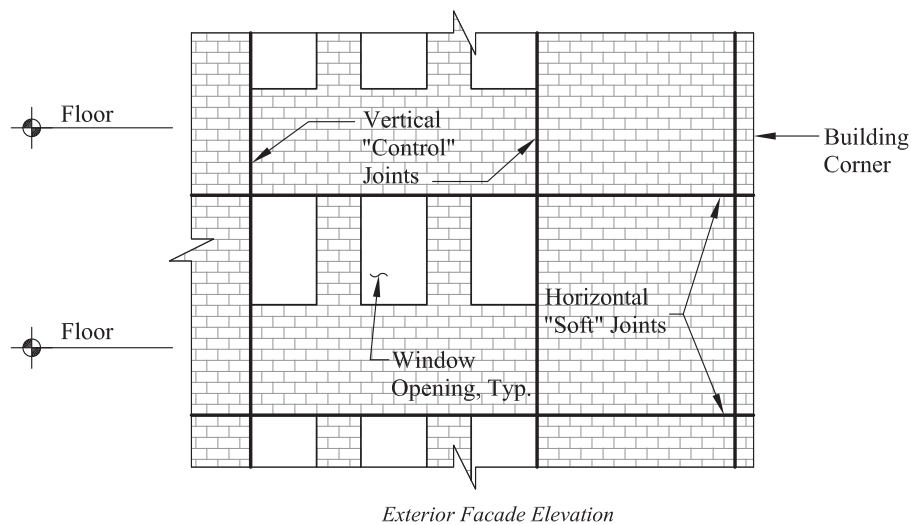 Floor
Vertical
"Control"
Joints
Building
Corner
Horizontal
"Soft" Joints
Floor
Window
Opening, Typ.
Exterior Facade Elevation